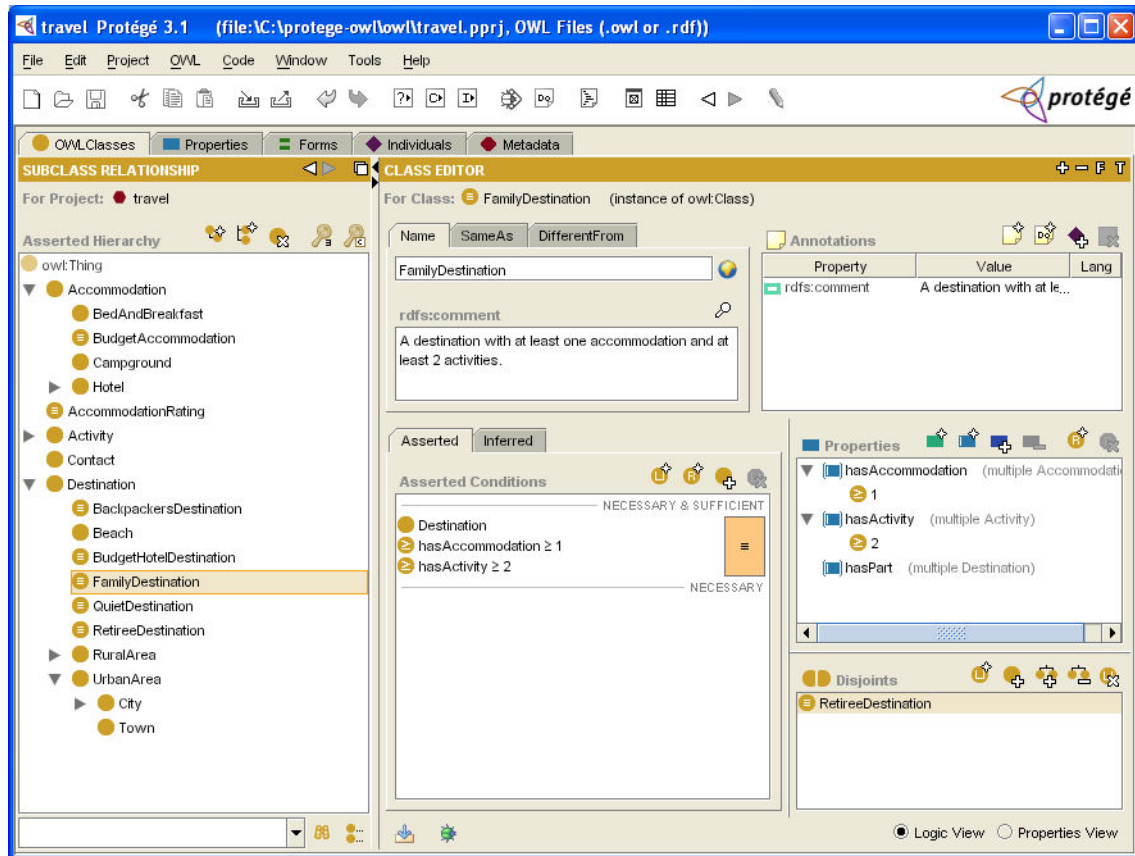 travel Protégé 3.1 (file:\C:\protege-owl\owl\travel.pprj, OWL Files (.owl or .rdf))
File Edit Project OWL Code Window Tools Help
protégé
OWLClasses Properties Forms Individuals Metadata
SUBCLASS RELATIONSHIP
For Project: travel
Asserted Hierarchy
owl:Thing
Accommodation
BedAndBreakfast
BudgetAccommodation
Campground
Hotel
AccommodationRating
Activity
Contact
Destination
BackpackersDestination
Beach
BudgetHotelDestination
FamilyDestination
QuietDestination
RetireeDestination
RuralArea
UrbanArea
City
Town
CLASS EDITOR
F T
For Class: FamilyDestination (instance of owl:Class)
Name SameAs DifferentFrom
FamilyDestination
rdfs:comment
A destination with at least one accommodation and at
least 2 activities.
Annotations
Property Value Lang
rdfs:comment A destination with at le...
Asserted Inferred
Asserted Conditions
NECESSARY & SUFFICIENT
Destination
hasAccommodation ≥ 1
≡
hasActivity ≥ 2
NECESSARY
Properties
hasAccommodation (multiple Accommodati
1
hasActivity (multiple Activity)
2
hasPart (multiple Destination)
Disjoints
RetireeDestination
Logic View Properties View